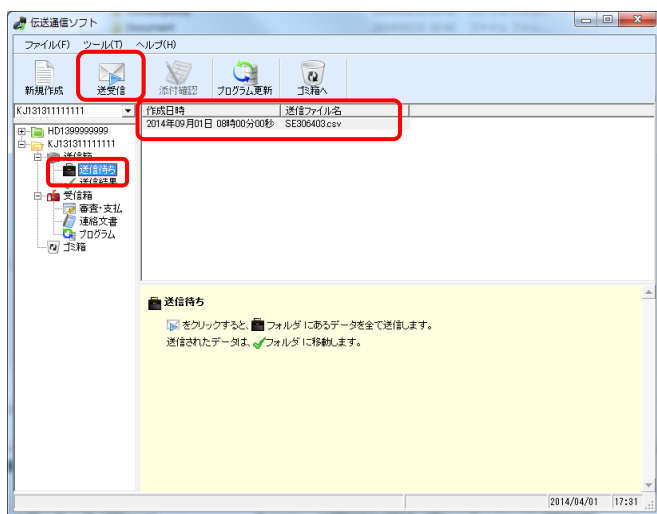 伝送通信ソフト
ファイル(F) ツール(T) ヘルプ(H)
新規作成 送受信 添付確認 プログラム更新 ゴミ箱へ
KJ131311111111
作成日時 送信ファイル名
2014年09月01日 08時00分00秒 SE306403.csv
HD1399999999
KJ131311111111
送信箱
送信待ち
送信結果
受信箱
審査・支払
連絡文書
プログラム
ゴミ箱
送信待ち
をクリックすると、フォルダにあるデータを全て送信します。
送信されたデータは、フォルダに移動します。
2014/04/01 17:31